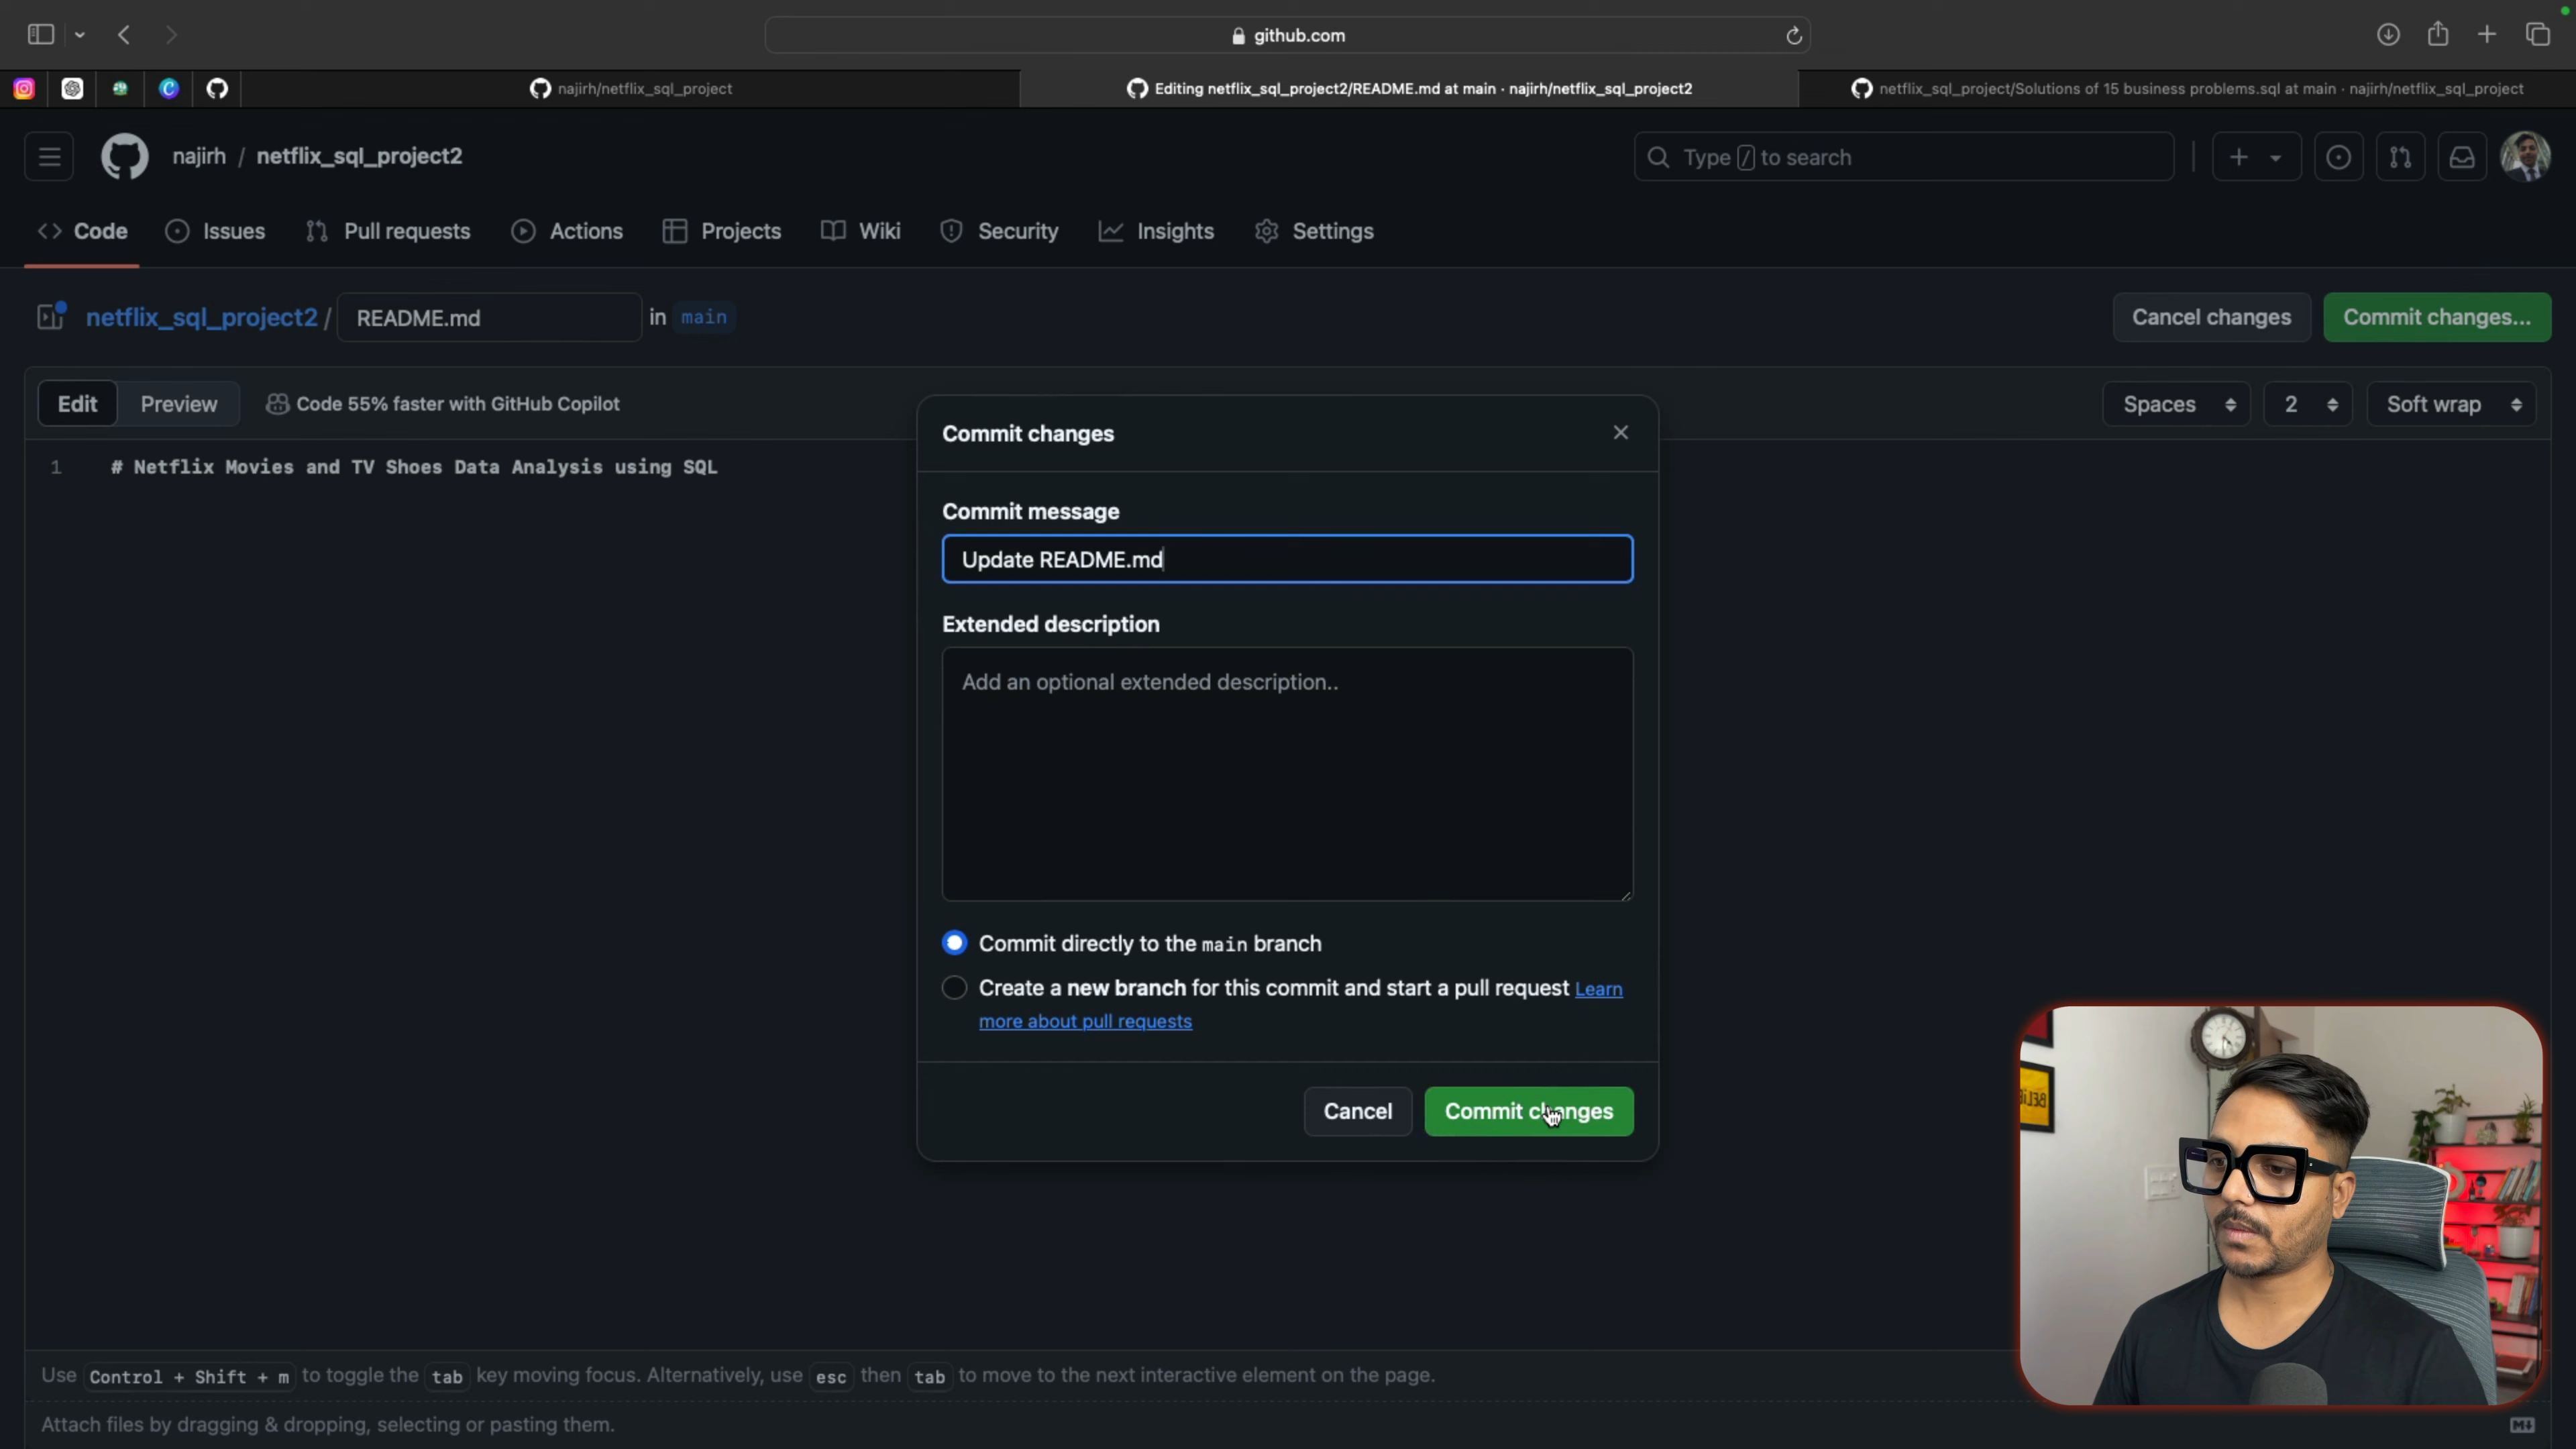 github.com
najirh/netflix_sql_project
Editing netflix_sql_project2/README.md at main · najirh/netflix_sql_project2
netflix_sql_project/Solutions of 15 business problems.sql at main · najirh/netflix_sql_project
najirh / netflix_sql_project2
Type / to search
Code
Issues
Pull requests
Actions
Projects
Wiki
Security
Insights
Settings
netflix_sql_project2 / README.md in main
Cancel changes
Commit changes...
Edit
Preview
Code 55% faster with GitHub Copilot
Spaces
2
Soft wrap
1 # Netflix Movies and TV Shoes Data Analysis using SQL
Commit changes
Commit message
Update README.md
Extended description
Add an optional extended description..
Commit directly to the main branch
Create a new branch for this commit and start a pull request Learn
more about pull requests
Cancel
Commit changes
Use Control + Shift + m to toggle the tab key moving focus. Alternatively, use esc then tab to move to the next interactive element on the page.
Attach files by dragging & dropping, selecting or pasting them.